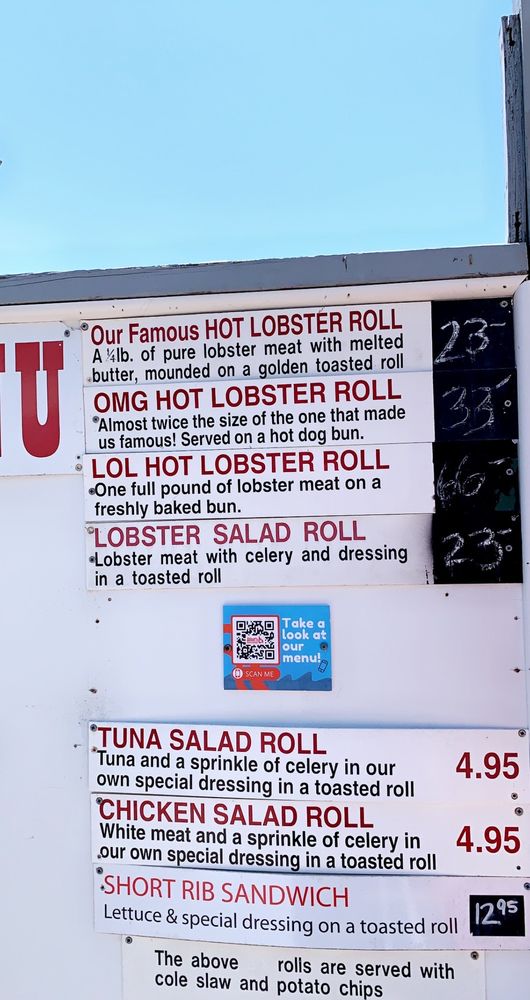 U
Our Famous HOT LOBSTER ROLL 23-
A ¼lb. of pure lobster meat with melted
butter, mounded on a golden toasted roll
OMG HOT LOBSTER ROLL 33-
Almost twice the size of the one that made
us famous! Served on a hot dog bun.
LOL HOT LOBSTER ROLL 66-
One full pound of lobster meat on a
freshly baked bun.
LOBSTER SALAD ROLL 23-
Lobster meat with celery and dressing
in a toasted roll
Take a
look at
our
menu!
SCAN ME
TUNA SALAD ROLL
Tuna and a sprinkle of celery in our 4.95
own special dressing in a toasted roll
CHICKEN SALAD ROLL
White meat and a sprinkle of celery in 4.95
our own special dressing in a toasted roll
SHORT RIB SANDWICH
Lettuce & special dressing on a toasted roll 12.95
The above rolls are served with
cole slaw and potato chips